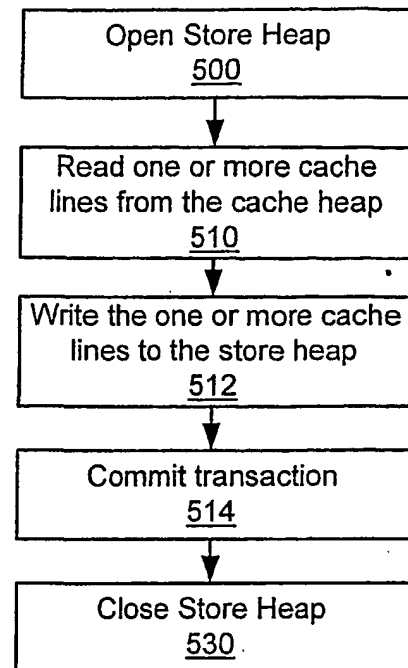 Open Store Heap
500
Read one or more cache
lines from the cache heap
510
Write the one or more cache
lines to the store heap
512
Commit transaction
514
Close Store Heap
530